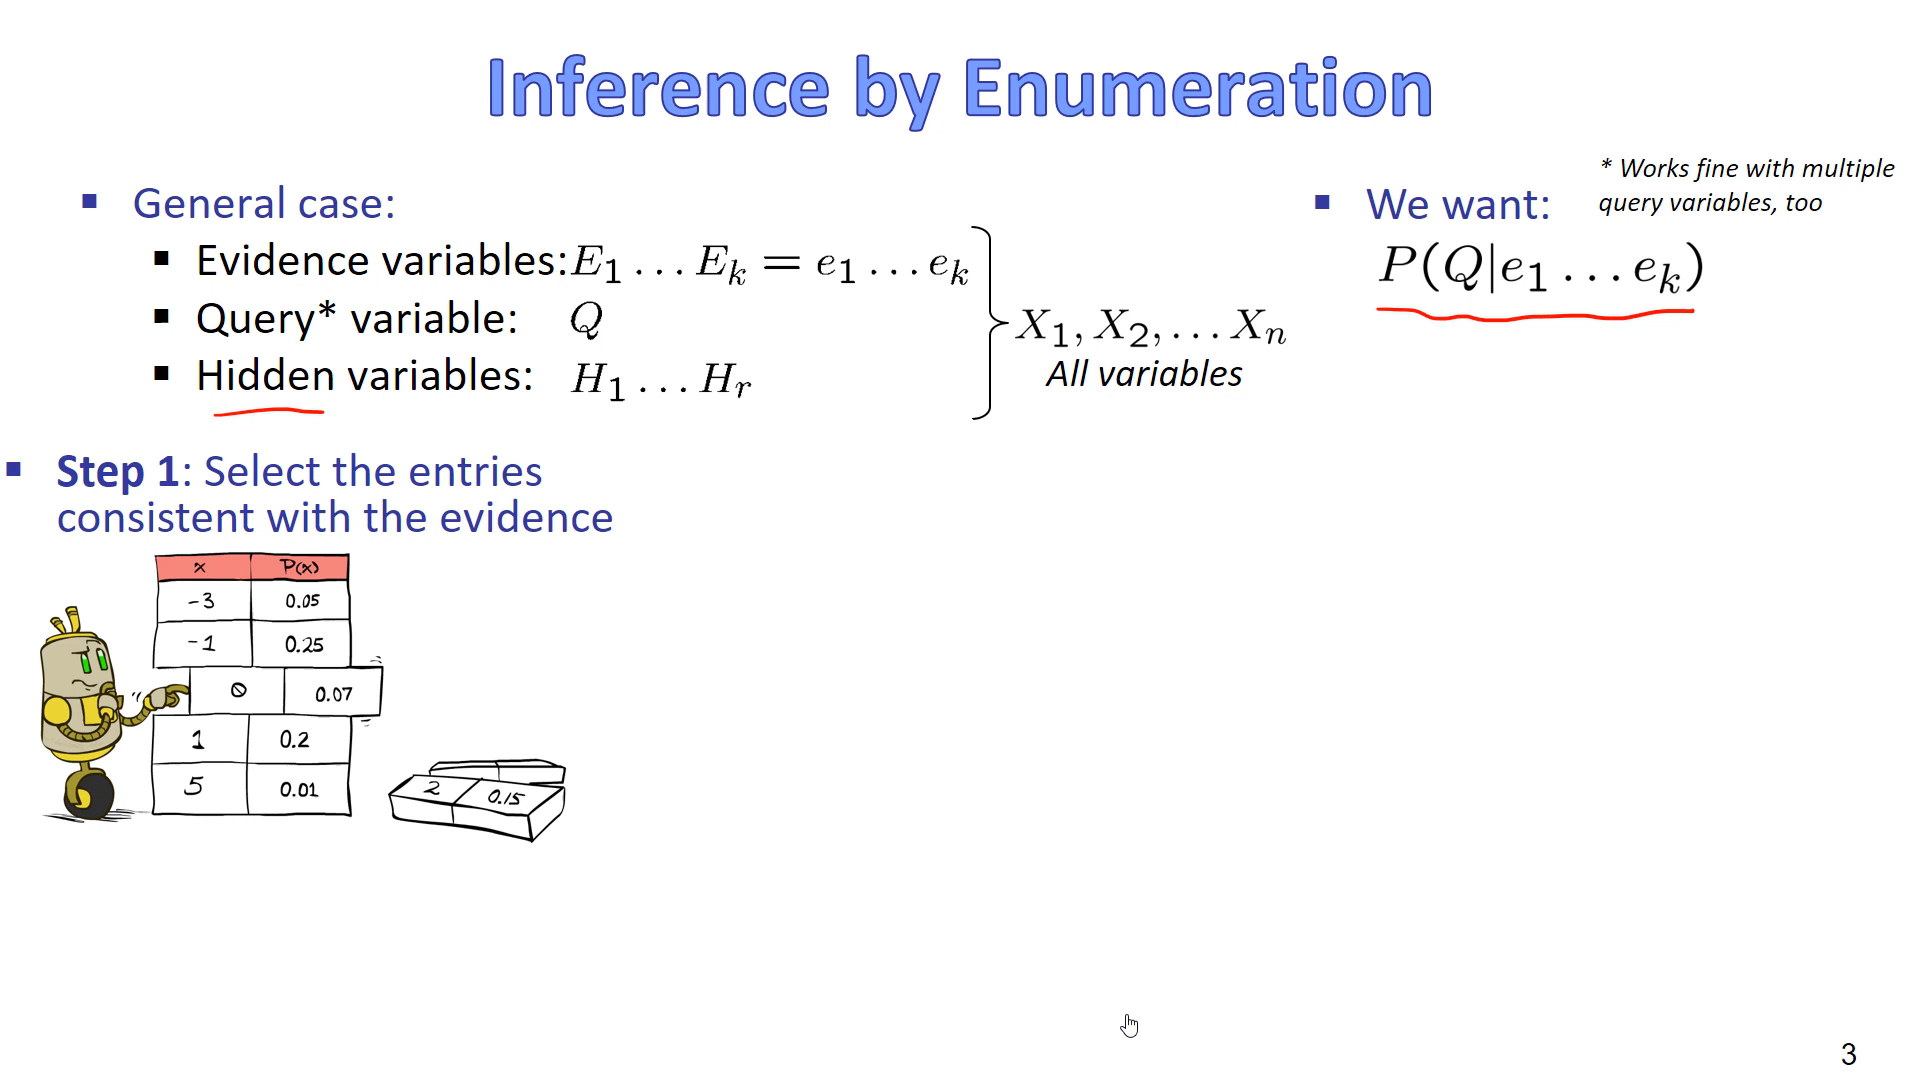 Inference by Enumeration
* Works fine with multiple
query variables, too
▪ General case:
▪ Evidence variables: E₁ … Eₖ = e₁ … eₖ
▪ Query* variable: Q
▪ Hidden variables: H₁ … Hᵣ
X₁, X₂, … Xₙ
All variables
▪ We want:
P(Q|e₁ … eₖ)
▪ Step 1: Select the entries
consistent with the evidence
x P(x)
-3 0.05
-1 0.25
0 0.07
1 0.2
5 0.01
2 0.15
3